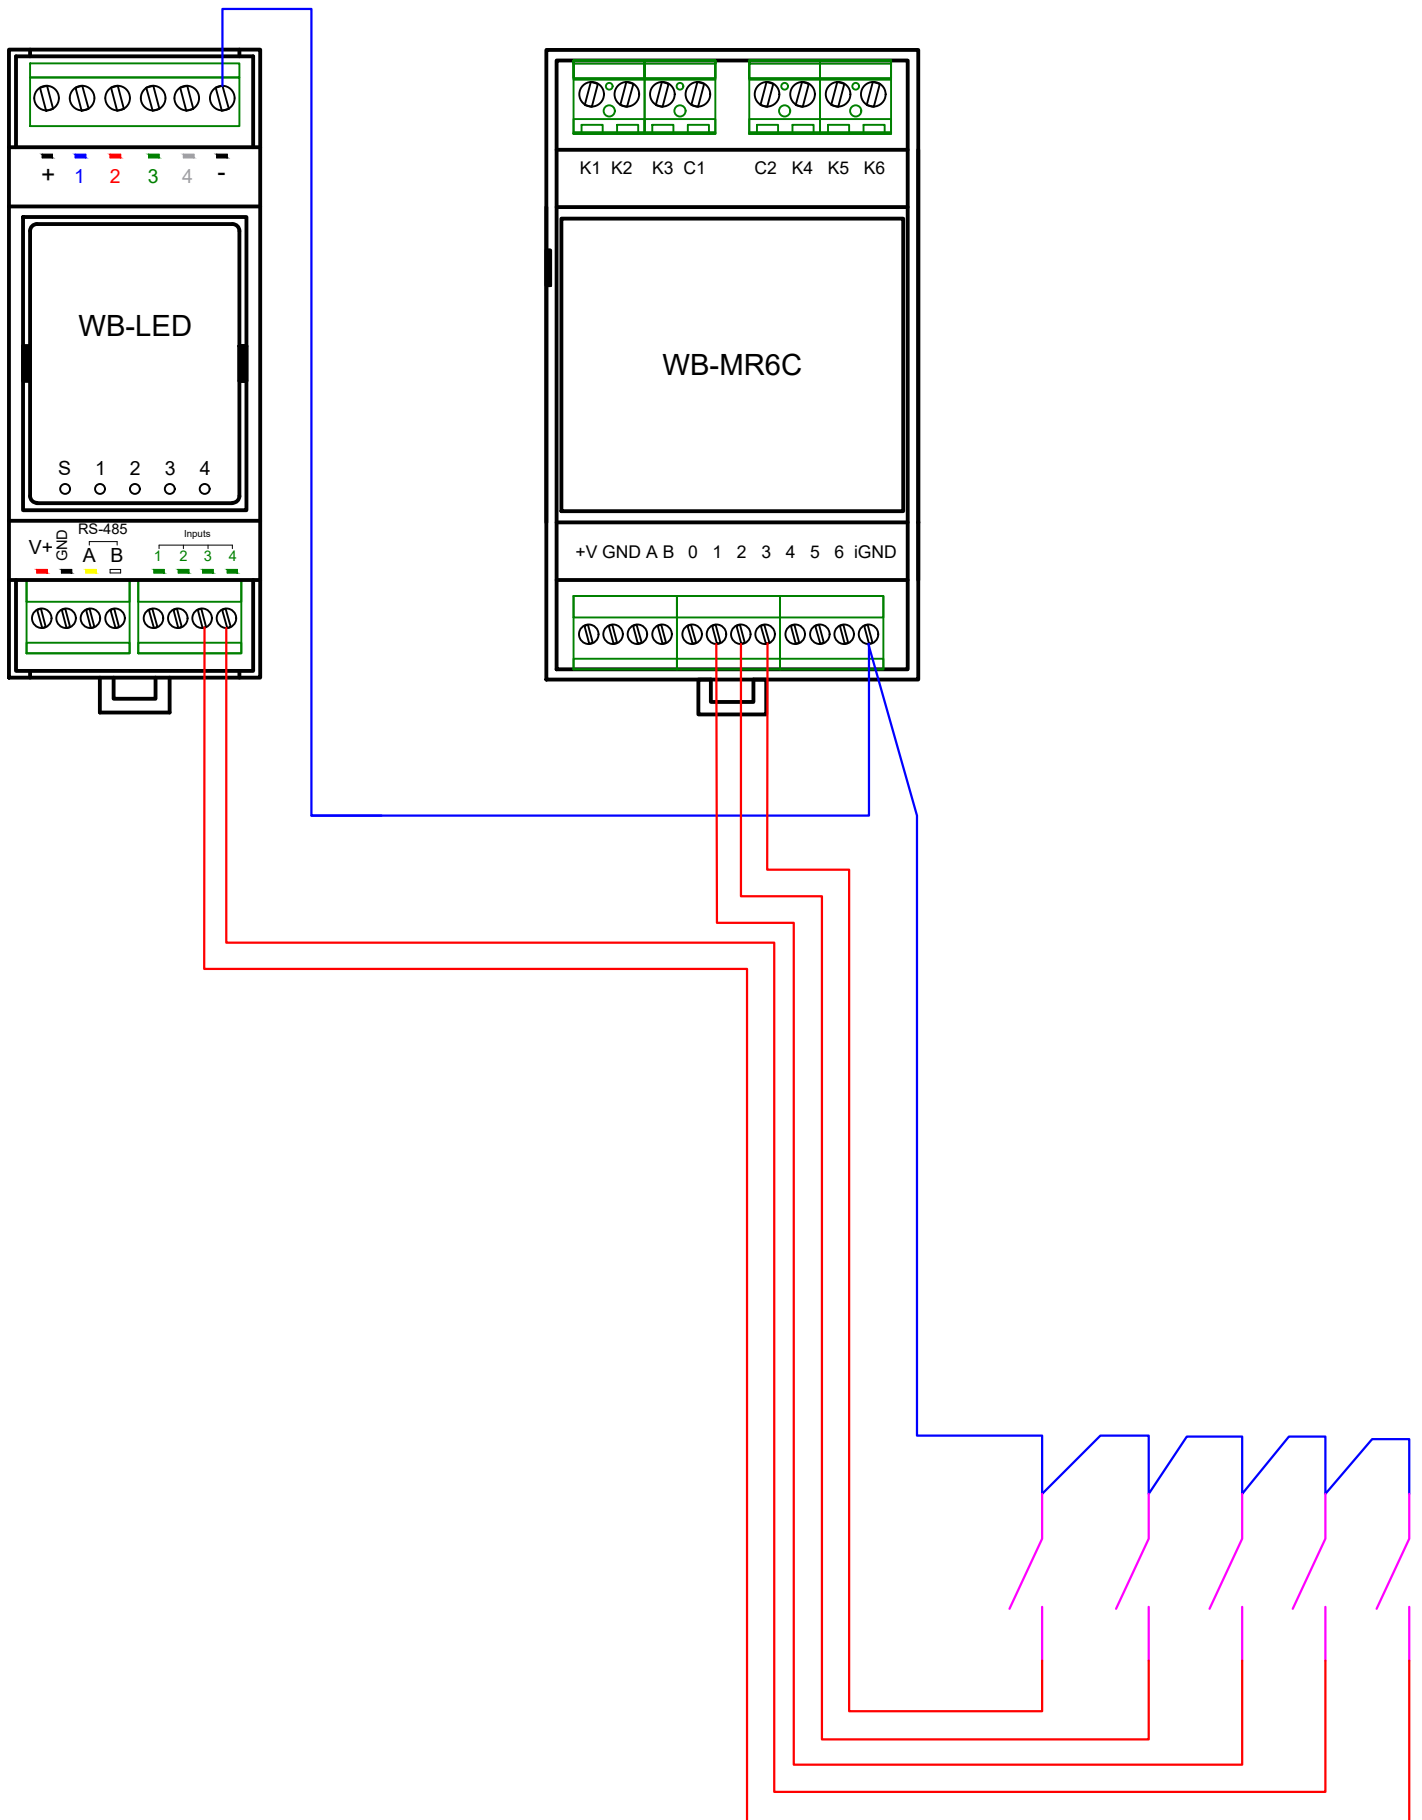 + 1 2 3 4 -
K1 K2 K3 C1 C2 K4 K5 K6
WB-LED
WB-MR6C
S 1 2 3 4
RS-485
Inputs
V+ GND A B 1 2 3 4
+V GND A B 0 1 2 3 4 5 6 iGND